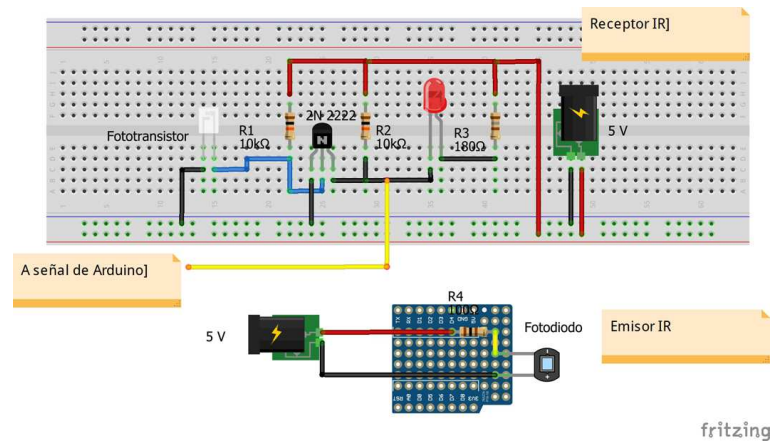 Receptor IR]
2N 2222
Fototransistor
R1
10kΩ
R2
10kΩ
R3
180Ω
5 V
A señal de Arduino]
R4
100Ω
5 V
Fotodiodo
Emisor IR
fritzing